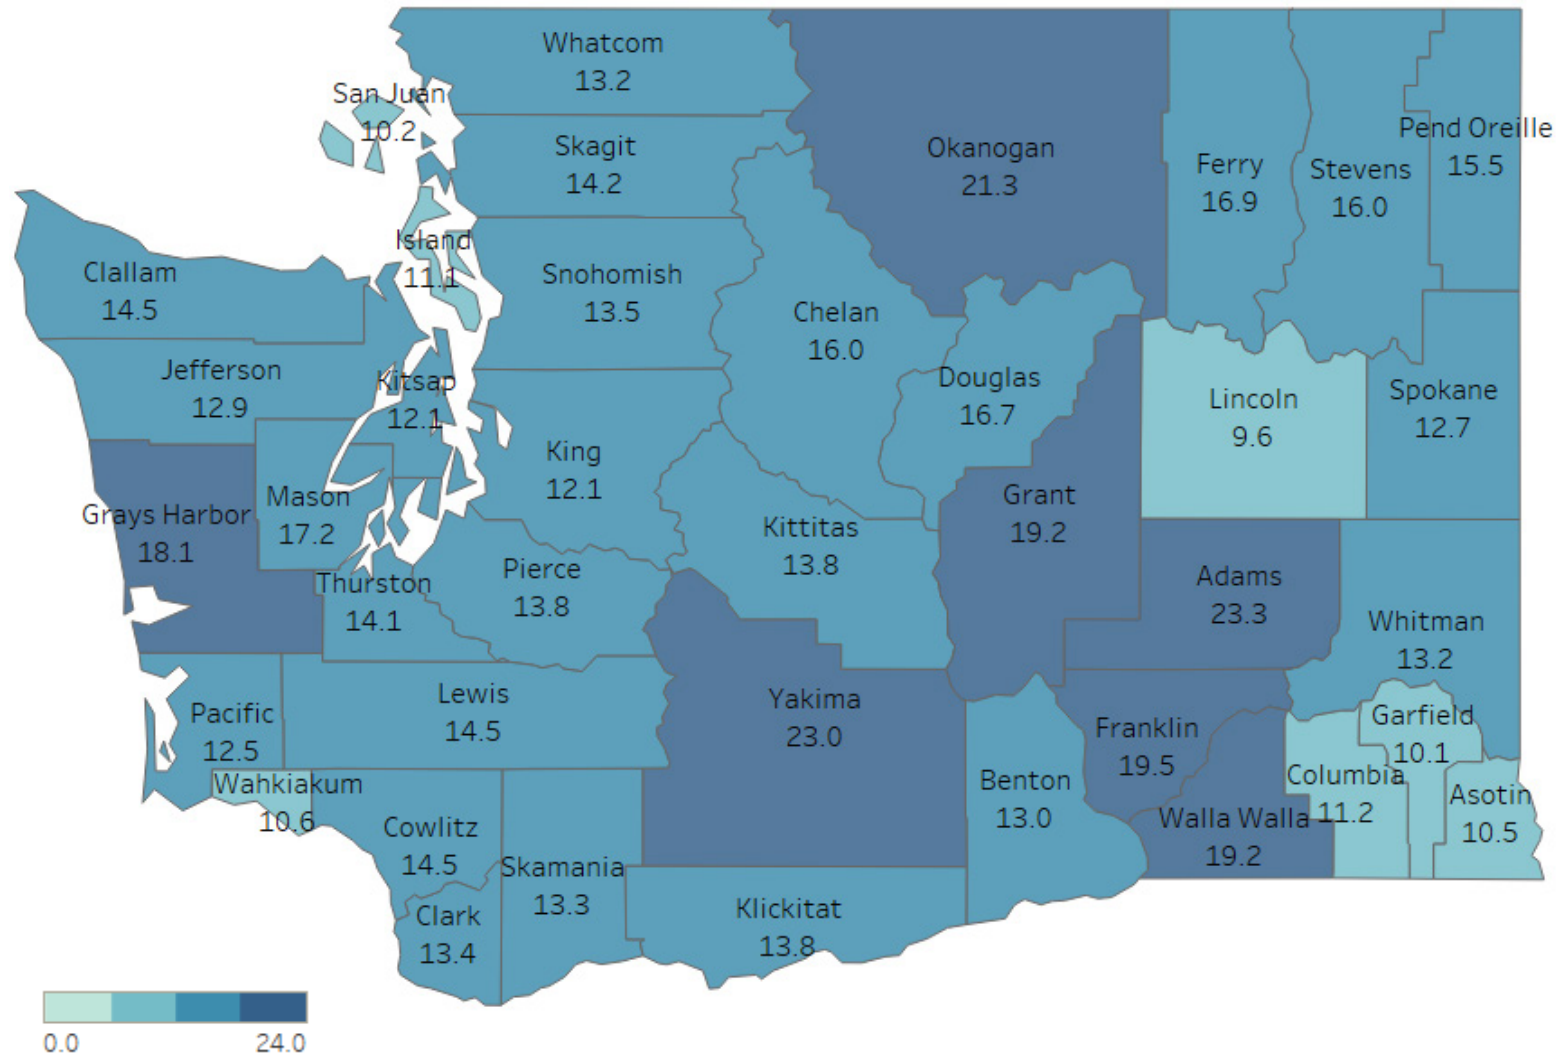 Whatcom
13.2
San Juan
10.2
Skagit
14.2
Okanogan
21.3
Ferry
16.9
Stevens
16.0
Pend Oreille
15.5
Island
11.1
Clallam
14.5
Snohomish
13.5
Chelan
16.0
Jefferson
12.9
Kitsap
12.1
Douglas
16.7
Lincoln
9.6
Spokane
12.7
King
12.1
Mason
17.2
Grays Harbor
18.1
Grant
19.2
Kittitas
13.8
Thurston
14.1
Pierce
13.8
Adams
23.3
Whitman
13.2
Pacific
12.5
Lewis
14.5
Yakima
23.0
Franklin
19.5
Garfield
10.1
Wahkiakum
10.6
Benton
13.0
Columbia
11.2
Asotin
10.5
Cowlitz
14.5
Walla Walla
19.2
Skamania
13.3
Clark
13.4
Klickitat
13.8
0.0
24.0